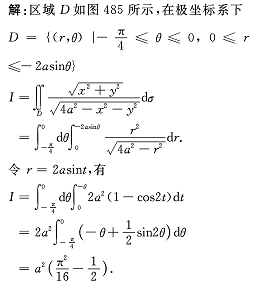 解:区域 D 如图 485 所示,在极坐标系下
D = {(r,θ) | -π/4 ≤ θ ≤ 0, 0 ≤ r
≤ -2asinθ}
I = ∬_D √(x² + y²) / √(4a² - x² - y²) dσ
= ∫_{-π/4}^{0} dθ ∫_{0}^{-2asinθ} r² / √(4a² - r²) dr.
令 r = 2asint,有
I = ∫_{-π/4}^{0} dθ ∫_{0}^{-θ} 2a²(1 - cos2t)dt
= 2a² ∫_{-π/4}^{0} (-θ + 1/2 sin2θ) dθ
= a²(π²/16 - 1/2).